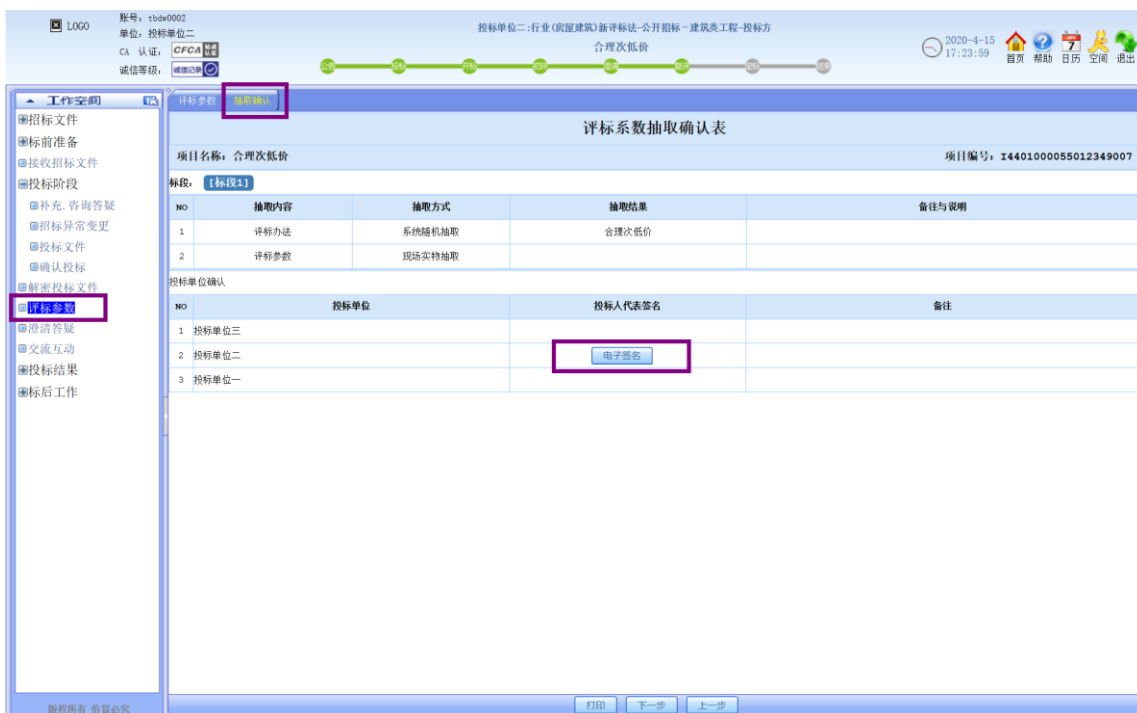 LOGO
账号: tbdw0002
单位: 投标单位二
CA 认证:
CFCA
诚信等级:
诚信记录
投标单位二:行业(房屋建筑)新评标法-公开招标-建筑类工程-投标方
合理次低价
2020-4-15
17:23:59
首页 帮助 日历 空间 退出
工作空间
招标文件
标前准备
接收招标文件
投标阶段
补充.咨询答疑
招标异常变更
投标文件
确认投标
解密投标文件
评标参数
澄清答疑
交流互动
投标结果
标后工作
版权所有 仿冒必究
评标参数 抽取确认
评标系数抽取确认表
项目名称: 合理次低价 项目编号: I4401000055012349007
标段: [标段1]
NO 抽取内容 抽取方式 抽取结果 备注与说明
1 评标办法 系统随机抽取 合理次低价
2 评标参数 现场实物抽取
投标单位确认
NO 投标单位 投标人代表签名 备注
1 投标单位三
2 投标单位二 电子签名
3 投标单位一
打印 下一步 上一步